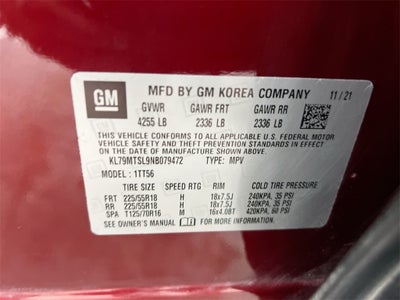 GM
MFD BY GM KOREA COMPANY 11/21
GVWR GAWR FRT GAWR RR
4255 LB 2336 LB 2336 LB
THIS VEHICLE CONFORMS TO ALL APPLICABLE U.S. FEDERAL MOTOR
VEHICLE SAFETY, BUMPER, AND THEFT PREVENTION STANDARDS
IN EFFECT ON THE DATE OF MANUFACTURE SHOWN ABOVE.
KL79MTSL9NB079472 TYPE: MPV
MODEL: 1TT56
TIRE SIZE SPEED RTG RIM COLD TIRE PRESSURE
FRT 225/55R18 H 18x7.5J 240KPA, 35 PSI
RR 225/55R18 H 18x7.5J 240KPA, 35 PSI
SPA T125/70R16 M 16x4.0BT 420KPA, 60 PSI
SEE OWNER'S MANUAL FOR MORE INFORMATION.